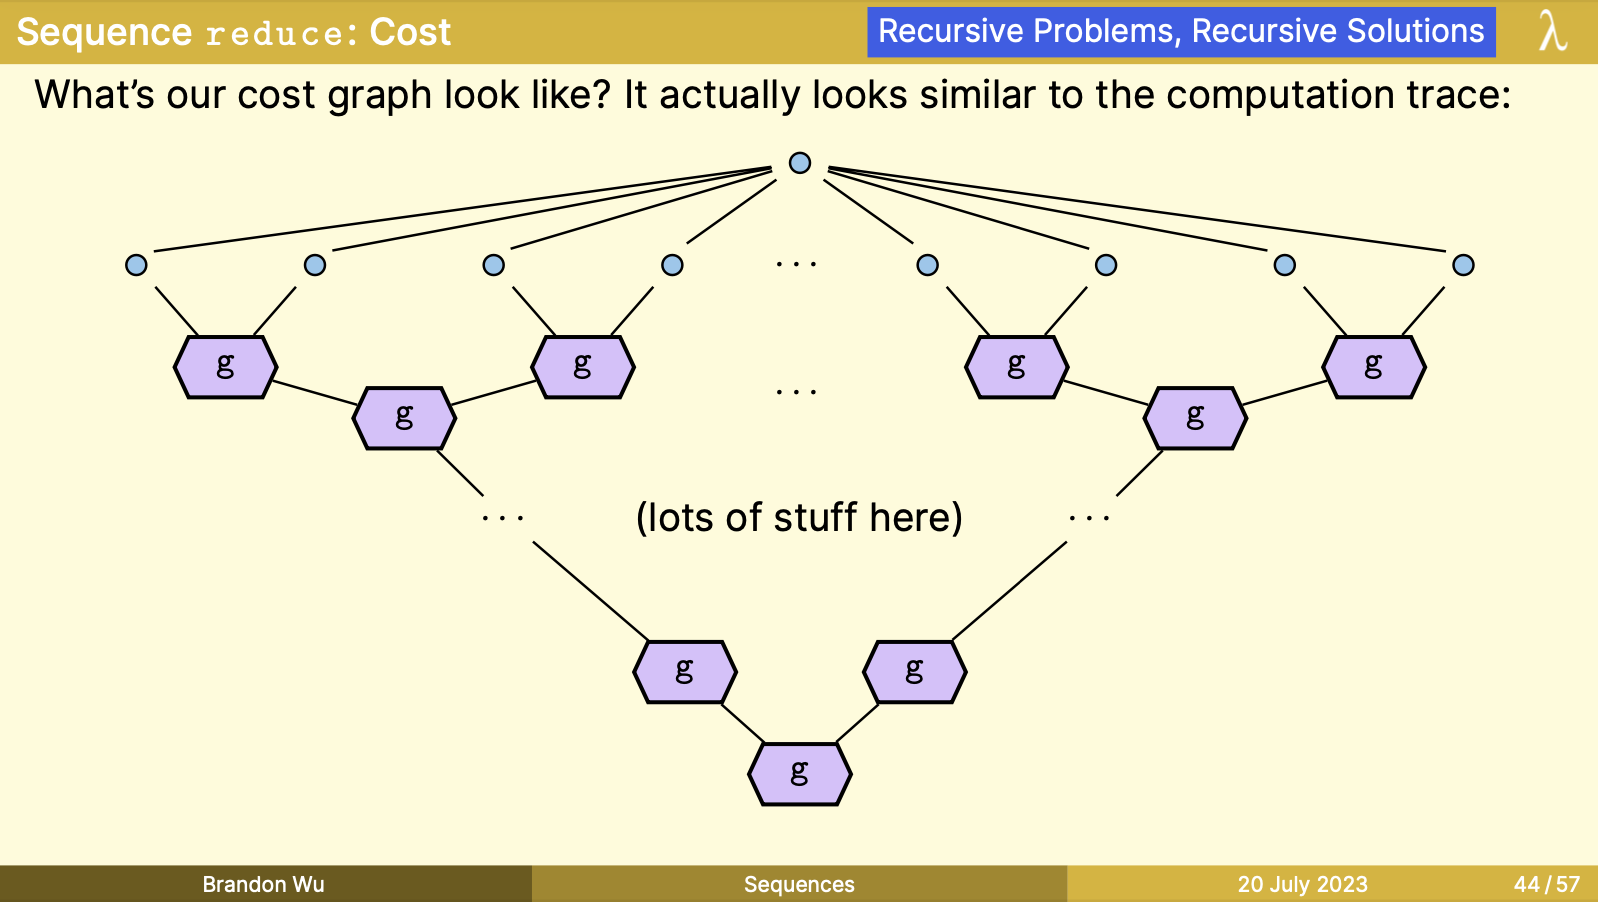 Sequence reduce: Cost
Recursive Problems, Recursive Solutions
λ
What's our cost graph look like? It actually looks similar to the computation trace:
...
g g g g
...
g g
... (lots of stuff here) ...
g g
g
Brandon Wu
Sequences
20 July 2023
44/57